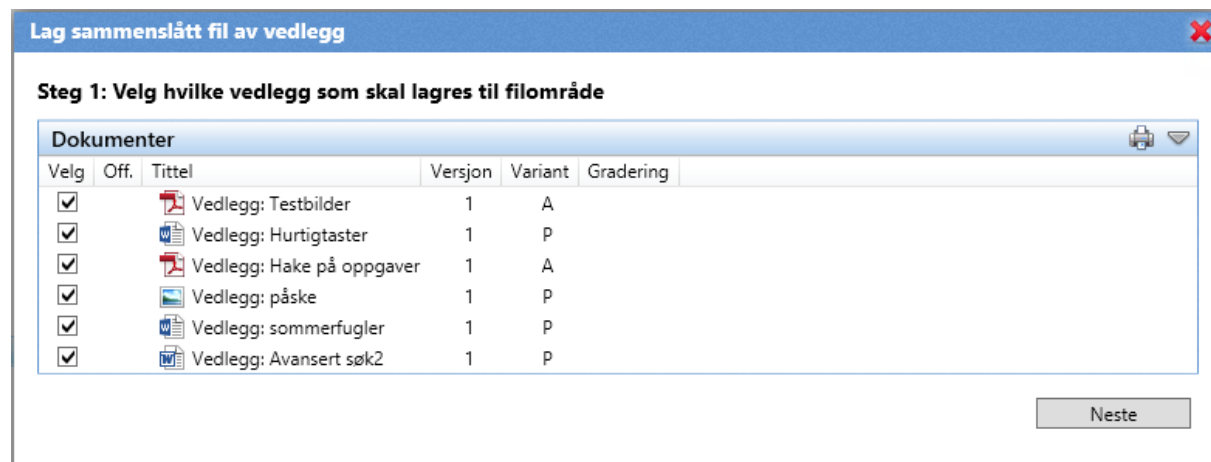 Lag sammenslått fil av vedlegg
Steg 1: Velg hvilke vedlegg som skal lagres til filområde
Dokumenter
Velg Off. Tittel Versjon Variant Gradering
Vedlegg: Testbilder 1 A
Vedlegg: Hurtigtaster 1 P
Vedlegg: Hake på oppgaver 1 A
Vedlegg: påske 1 P
Vedlegg: sommerfugler 1 P
Vedlegg: Avansert søk2 1 P
Neste